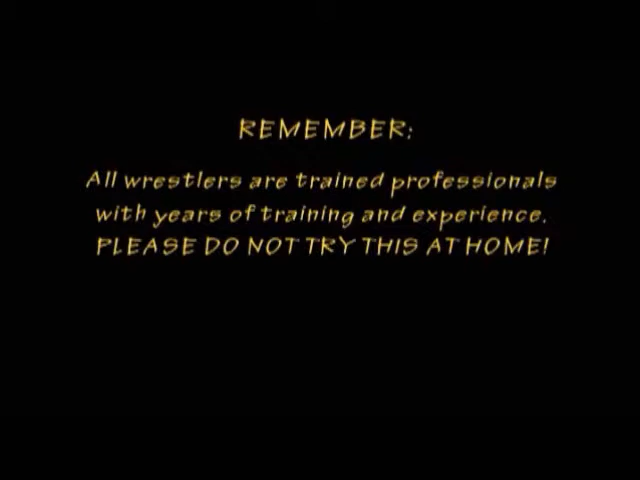 REMEMBER:
All wrestlers are trained professionals
with years of training and experience.
PLEASE DO NOT TRY THIS AT HOME!